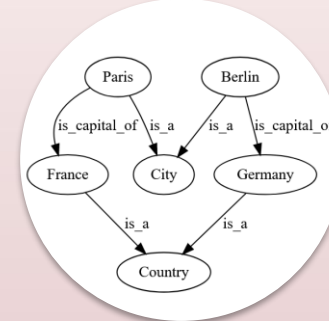 Paris Berlin
is_capital_of is_a is_a is_capital_o
France City Germany
is_a is_a
Country